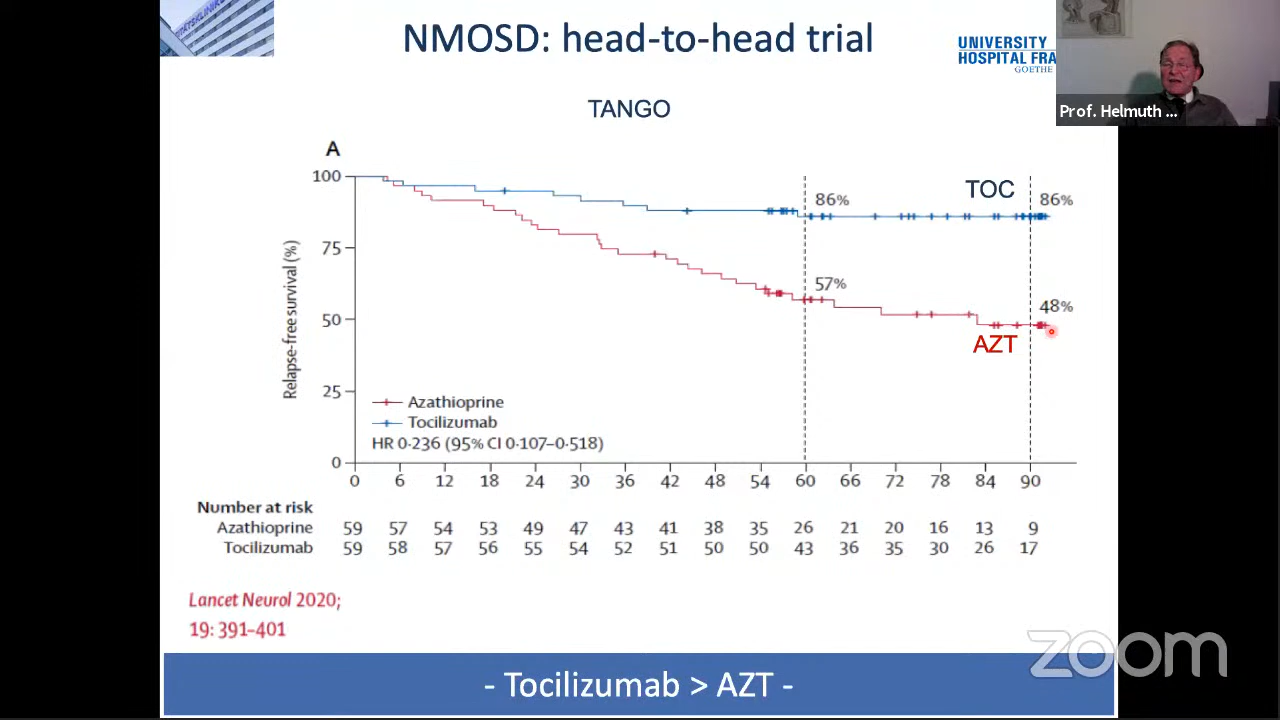 NMOSD: head-to-head trial
UNIVERSITY
HOSPITAL FRA
GOETHE
Prof. Helmuth ...
TANGO
A
100
75
50
25
0
Relapse-free survival (%)
TOC
86%
86%
57%
48%
AZT
Azathioprine
Tocilizumab
HR 0·236 (95% CI 0·107–0·518)
0 6 12 18 24 30 36 42 48 54 60 66 72 78 84 90
Number at risk
Azathioprine 59 57 54 53 49 47 43 41 38 35 26 21 20 16 13 9
Tocilizumab 59 58 57 56 55 54 52 51 50 50 43 36 35 30 26 17
Lancet Neurol 2020;
19: 391–401
zoom
- Tocilizumab > AZT -